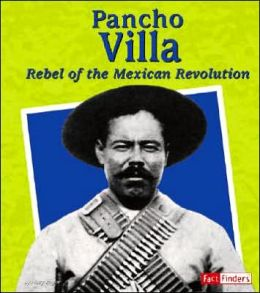 Pancho
Villa
Rebel of the Mexican Revolution
Fact Finders